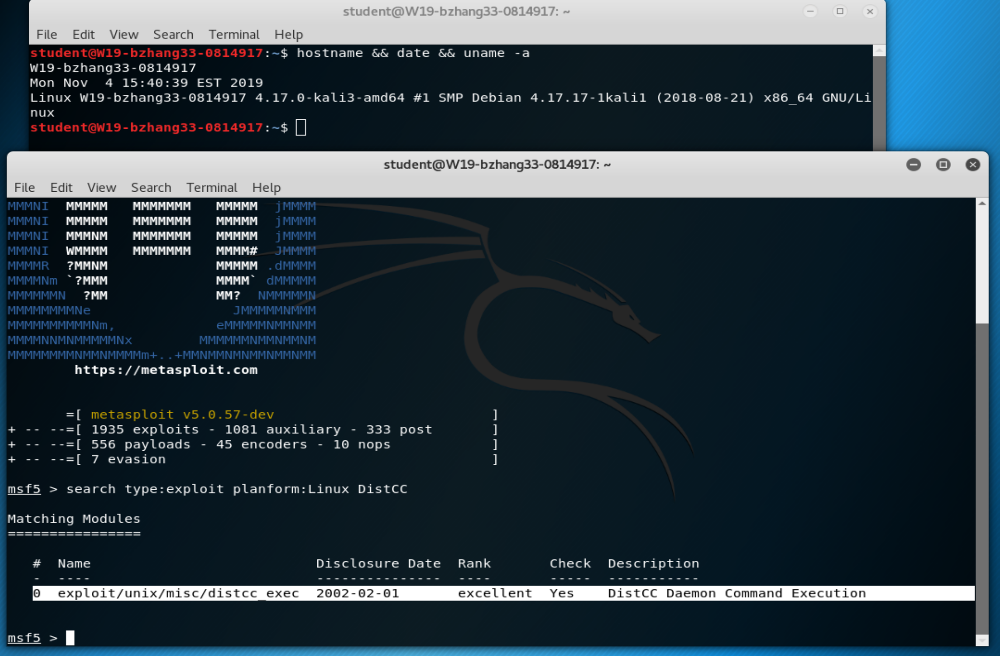 student@W19-bzhang33-0814917: ~
File Edit View Search Terminal Help
student@W19-bzhang33-0814917:~$ hostname && date && uname -a
W19-bzhang33-0814917
Mon Nov  4 15:40:39 EST 2019
Linux W19-bzhang33-0814917 4.17.0-kali3-amd64 #1 SMP Debian 4.17.17-1kali1 (2018-08-21) x86_64 GNU/Li
nux
student@W19-bzhang33-0814917:~$
student@W19-bzhang33-0814917: ~
File Edit View Search Terminal Help
MMMNI  MMMMM   MMMMMMM   MMMMM  jMMMM
MMMNI  MMMMM   MMMMMMM   MMMMM  jMMMM
MMMNI  MMMNM   MMMMMMM   MMMMM  jMMMM
MMMNI  WMMMM   MMMMMMM   MMMM#  JMMMM
MMMMR  ?MMNM             MMMMM .dMMMM
MMMMNm `?MMM             MMMM` dMMMMM
MMMMMMN  ?MM             MM?  NMMMMMN
MMMMMMMMNe                 JMMMMMNMMM
MMMMMMMMMMNm,            eMMMMMNMMNMM
MMMMNNMNMMMMMNx        MMMMMMNMMNMMNM
MMMMMMMMNMMNMMMMm+..+MMNMMNMNMMNMMNMM
https://metasploit.com
=[ metasploit v5.0.57-dev                          ]
+ -- --=[ 1935 exploits - 1081 auxiliary - 333 post       ]
+ -- --=[ 556 payloads - 45 encoders - 10 nops            ]
+ -- --=[ 7 evasion                                       ]
msf5 > search type:exploit planform:Linux DistCC
Matching Modules
================
#  Name                           Disclosure Date  Rank       Check  Description
-  ----                           ---------------  ----       -----  -----------
0  exploit/unix/misc/distcc_exec  2002-02-01       excellent  Yes    DistCC Daemon Command Execution
msf5 >